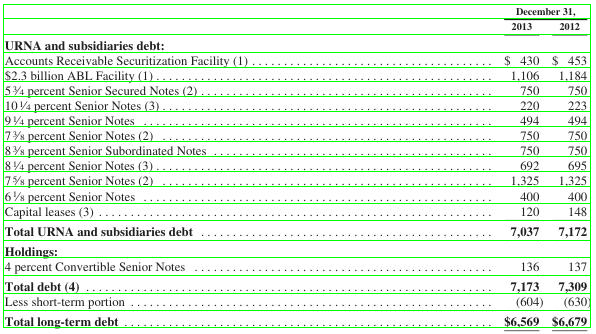 December 31,
2013 2012
URNA and subsidiaries debt:
Accounts Receivable Securitization Facility (1) $ 430 $ 453
$2.3 billion ABL Facility (1) 1,106 1,184
5 3⁄4 percent Senior Secured Notes (2) 750 750
10 1⁄4 percent Senior Notes (3) 220 223
9 1⁄4 percent Senior Notes 494 494
7 3⁄8 percent Senior Notes (2) 750 750
8 3⁄8 percent Senior Subordinated Notes 750 750
8 1⁄4 percent Senior Notes (3) 692 695
7 5⁄8 percent Senior Notes (2) 1,325 1,325
6 1⁄8 percent Senior Notes 400 400
Capital leases (3) 120 148
Total URNA and subsidiaries debt 7,037 7,172
Holdings:
4 percent Convertible Senior Notes 136 137
Total debt (4) 7,173 7,309
Less short-term portion (604) (630)
Total long-term debt $6,569 $6,679